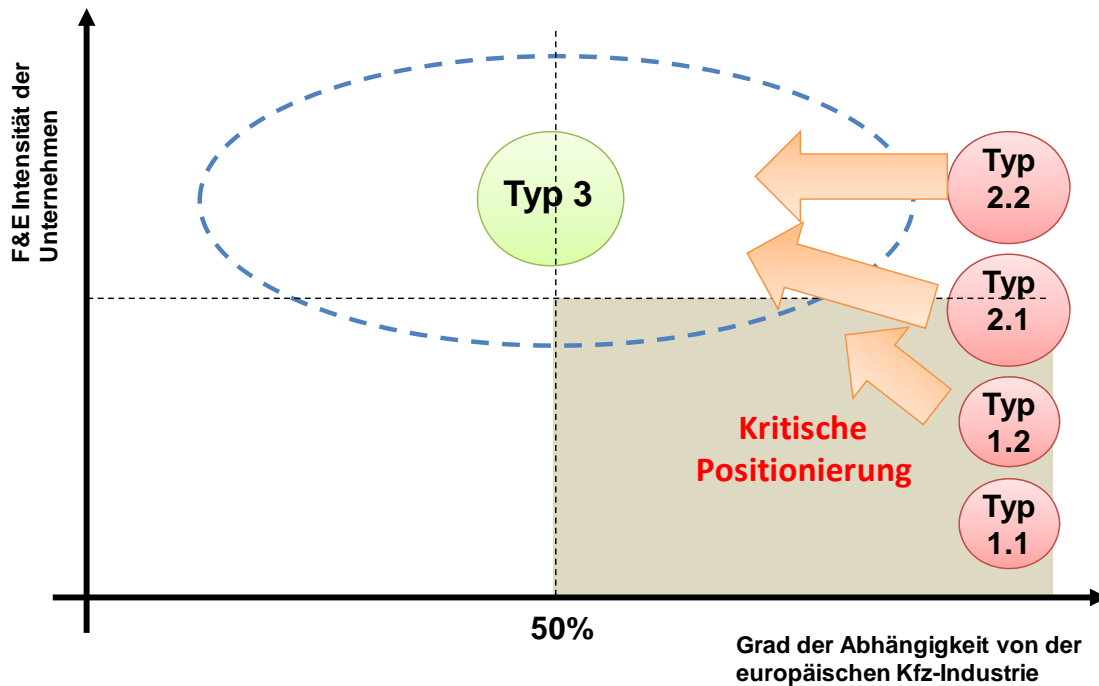 F&E Intensität der
Unternehmen
Typ 3
Typ
2.2
Typ
2.1
Typ
1.2
Typ
1.1
Kritische
Positionierung
50%
Grad der Abhängigkeit von der
europäischen Kfz-Industrie